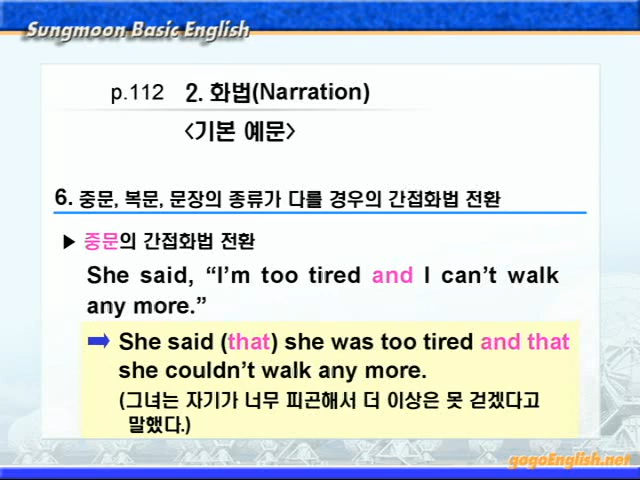 Sungmoon Basic English
p.112 2. 화법(Narration)
<기본 예문>
6. 중문, 복문, 문장의 종류가 다를 경우의 간접화법 전환
▶ 중문의 간접화법 전환
She said, “I’m too tired and I can’t walk
any more.”
➡ She said (that) she was too tired and that
she couldn’t walk any more.
(그녀는 자기가 너무 피곤해서 더 이상은 못 걷겠다고
말했다.)
gogoEnglish.net